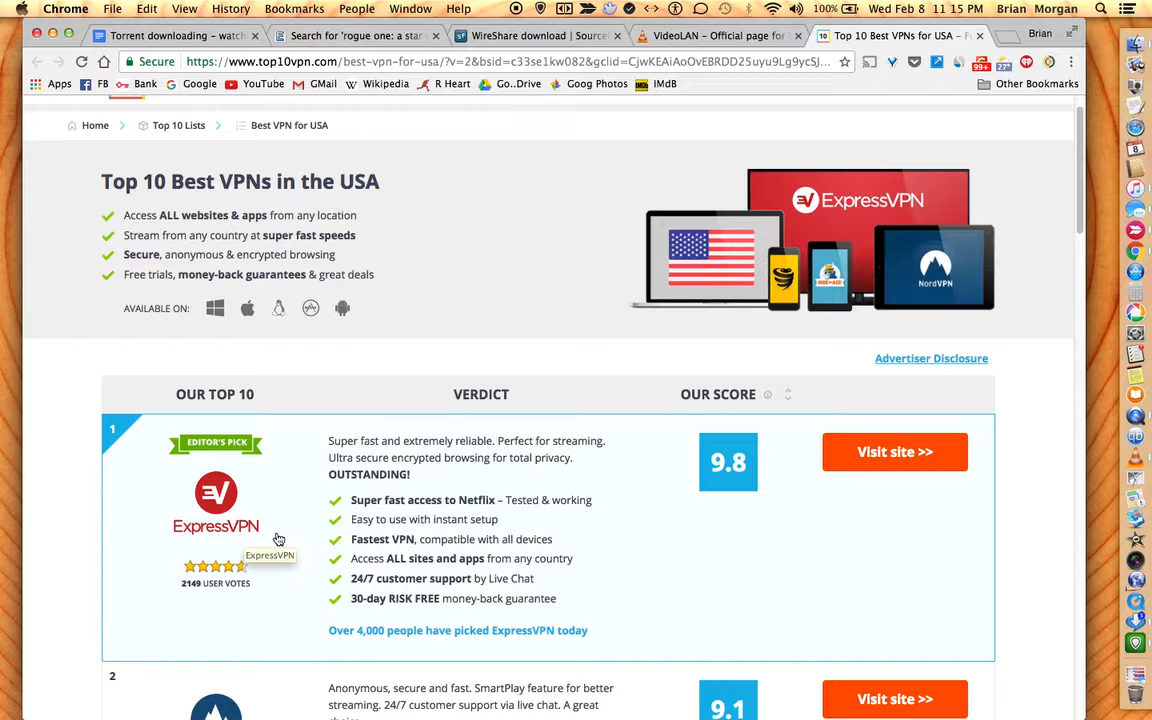 Chrome File Edit View History Bookmarks People Window Help 100% Wed Feb 8 11:15 PM Brian Morgan
Torrent downloading – watch Search for 'rogue one: a star WireShare download | SourceF VideoLAN – Official page for Top 10 Best VPNs for USA – F Brian
Secure https://www.top10vpn.com/best-vpn-for-usa/?v=2&bsid=c33se1kw082&gclid=CjwKEAiAoOvEBRDD25uyu9Lg9ycSJ... 99+ 27°
Apps FB Bank Google YouTube GMail Wikipedia R Heart Go..Drive Goog Photos IMDb Other Bookmarks
Home Top 10 Lists Best VPN for USA
Top 10 Best VPNs in the USA
Access ALL websites & apps from any location
Stream from any country at super fast speeds
Secure, anonymous & encrypted browsing
Free trials, money-back guarantees & great deals
AVAILABLE ON:
ExpressVPN
HIDE MY ASS!
NordVPN
Advertiser Disclosure
OUR TOP 10 VERDICT OUR SCORE
1
EDITOR'S PICK
ExpressVPN
ExpressVPN
2149 USER VOTES
Super fast and extremely reliable. Perfect for streaming.
Ultra secure encrypted browsing for total privacy.
OUTSTANDING!
Super fast access to Netflix – Tested & working
Easy to use with instant setup
Fastest VPN, compatible with all devices
Access ALL sites and apps from any country
24/7 customer support by Live Chat
30-day RISK FREE money-back guarantee
Over 4,000 people have picked ExpressVPN today
9.8
Visit site >>
2
Anonymous, secure and fast. SmartPlay feature for better
streaming. 24/7 customer support via live chat. A great
9.1
Visit site >>